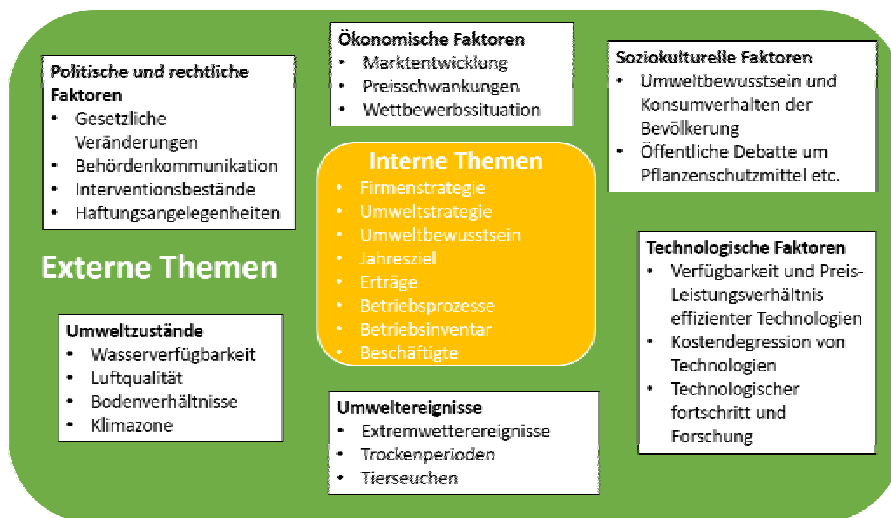 Politische und rechtliche
Faktoren
• Gesetzliche
Veränderungen
• Behördenkommunikation
• Interventionsbestände
• Haftungsangelegenheiten
Ökonomische Faktoren
• Marktentwicklung
• Preisschwankungen
• Wettbewerbssituation
Soziokulturelle Faktoren
• Umweltbewusstsein und
Konsumverhalten der
Bevölkerung
• Öffentliche Debatte um
Pflanzenschutzmittel etc.
Interne Themen
• Firmenstrategie
• Umweltstrategie
• Umweltbewusstsein
• Jahresziel
• Erträge
• Betriebsprozesse
• Betriebsinventar
• Beschäftigte
Externe Themen
Technologische Faktoren
• Verfügbarkeit und Preis-
Leistungsverhältnis
effizienter Technologien
• Kostendegression von
Technologien
• Technologischer
fortschritt und
Forschung
Umweltzustände
• Wasserverfügbarkeit
• Luftqualität
• Bodenverhältnisse
• Klimazone
Umweltereignisse
• Extremwetterereignisse
• Trockenperioden
• Tierseuchen